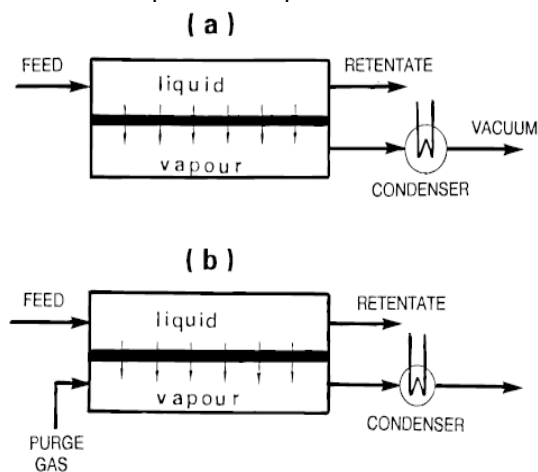 ( a )
FEED
RETENTATE
liquid
VACUUM
vapour
CONDENSER
( b )
FEED
RETENTATE
liquid
vapour
CONDENSER
PURGE
GAS